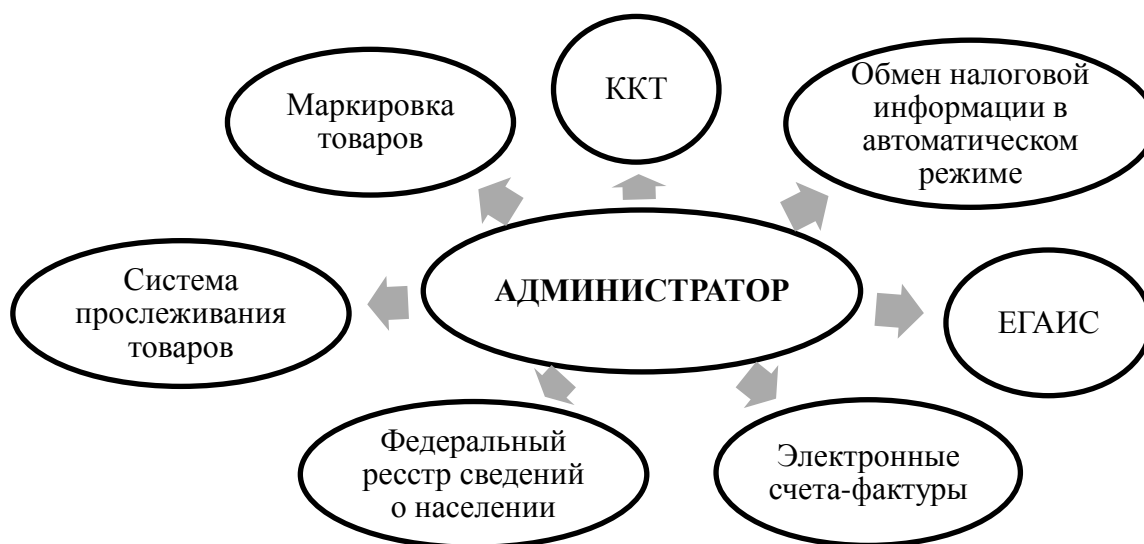 ККТ
Маркировка
товаров
Обмен налоговой
информации в
автоматическом
режиме
Система
прослеживания
товаров
АДМИНИСТРАТОР
ЕГАИС
Федеральный
ресстр сведений
о населении
Электронные
счета-фактуры